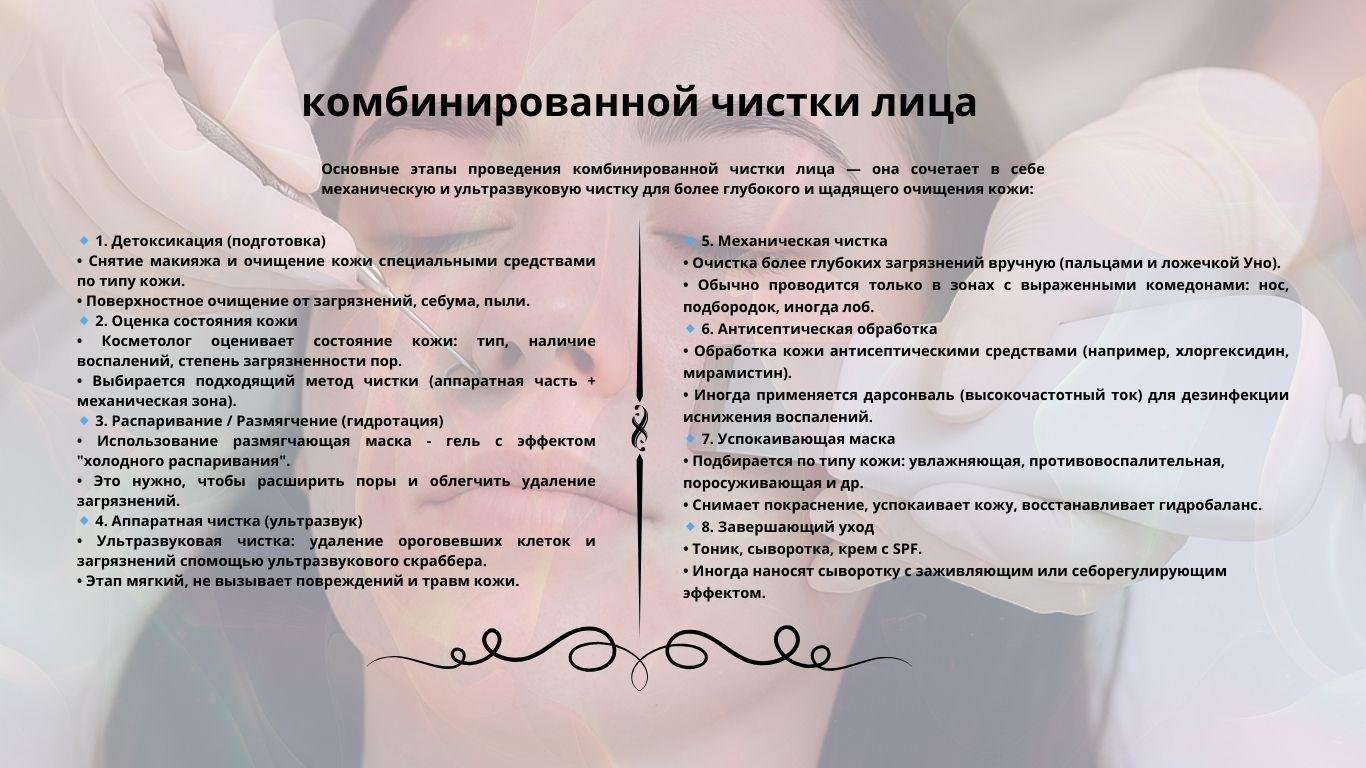 комбинированной чистки лица
Основные этапы проведения комбинированной чистки лица — она сочетает в себе
механическую и ультразвуковую чистку для более глубокого и щадящего очищения кожи:
🔹 1. Детоксикация (подготовка)
• Снятие макияжа и очищение кожи специальными средствами
по типу кожи.
• Поверхностное очищение от загрязнений, себума, пыли.
🔹 2. Оценка состояния кожи
• Косметолог оценивает состояние кожи: тип, наличие
воспалений, степень загрязненности пор.
• Выбирается подходящий метод чистки (аппаратная часть +
механическая зона).
🔹 3. Распаривание / Размягчение (гидротация)
• Использование размягчающая маска - гель с эффектом
"холодного распаривания".
• Это нужно, чтобы расширить поры и облегчить удаление
загрязнений.
🔹 4. Аппаратная чистка (ультразвук)
• Ультразвуковая чистка: удаление ороговевших клеток и
загрязнений спомощью ультразвукового скраббера.
• Этап мягкий, не вызывает повреждений и травм кожи.
🔹 5. Механическая чистка
• Очистка более глубоких загрязнений вручную (пальцами и ложечкой Уно).
• Обычно проводится только в зонах с выраженными комедонами: нос,
подбородок, иногда лоб.
🔹 6. Антисептическая обработка
• Обработка кожи антисептическими средствами (например, хлоргексидин,
мирамистин).
• Иногда применяется дарсонваль (высокочастотный ток) для дезинфекции
иснижения воспалений.
🔹 7. Успокаивающая маска
• Подбирается по типу кожи: увлажняющая, противовоспалительная,
поросуживающая и др.
• Снимает покраснение, успокаивает кожу, восстанавливает гидробаланс.
🔹 8. Завершающий уход
• Тоник, сыворотка, крем с SPF.
• Иногда наносят сыворотку с заживляющим или себорегулирующим
эффектом.